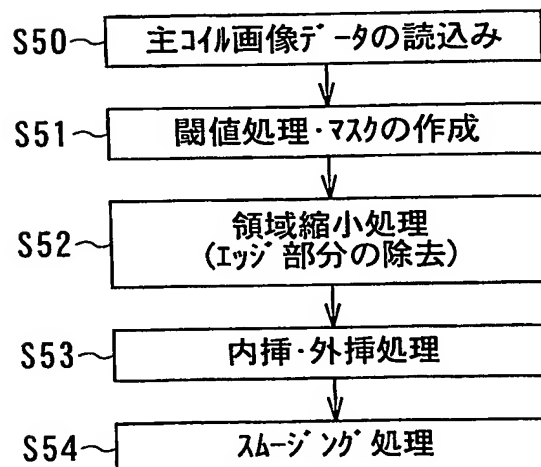 S50 主ｺｲﾙ画像ﾃﾞｰﾀの読込み
S51 閾値処理・ﾏｽｸの作成
S52 領域縮小処理
(ｴｯｼﾞ部分の除去)
S53 内挿・外挿処理
S54 ｽﾑｰｼﾞﾝｸﾞ処理